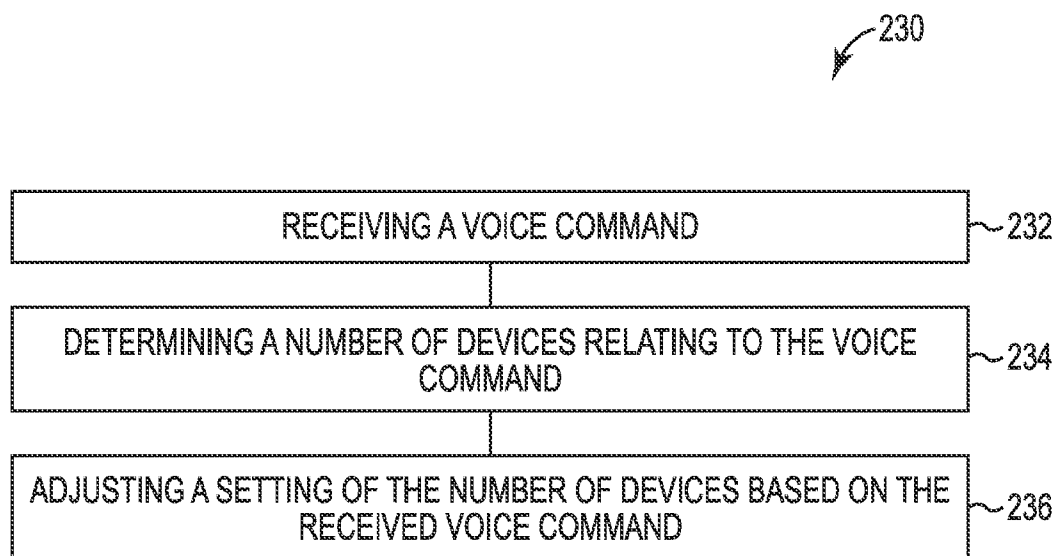 230
RECEIVING A VOICE COMMAND
232
DETERMINING A NUMBER OF DEVICES RELATING TO THE VOICE
COMMAND
234
ADJUSTING A SETTING OF THE NUMBER OF DEVICES BASED ON THE
RECEIVED VOICE COMMAND
236